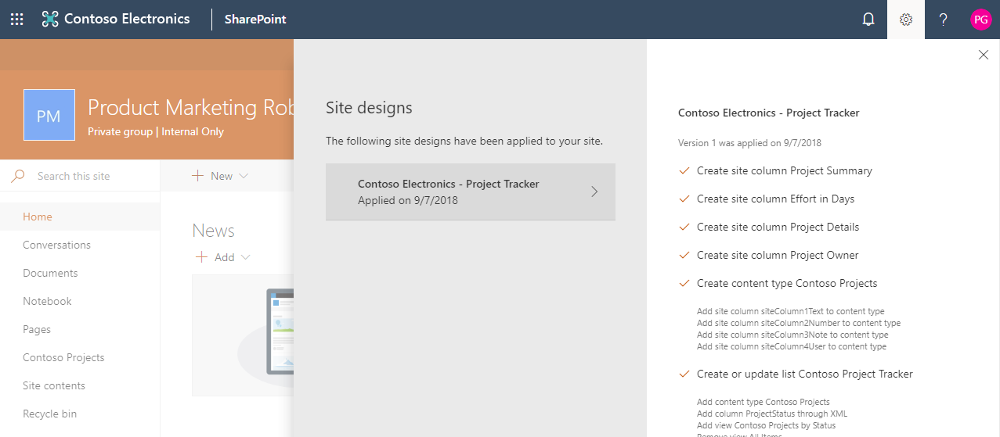 Contoso Electronics
SharePoint
PG
PM
Product Marketing Rob
Private group | Internal Only
Search this site
Home
Conversations
Documents
Notebook
Pages
Contoso Projects
Site contents
Recycle bin
New
News
Add
Site designs
The following site designs have been applied to your site.
Contoso Electronics - Project Tracker
Applied on 9/7/2018
Contoso Electronics - Project Tracker
Version 1 was applied on 9/7/2018
Create site column Project Summary
Create site column Effort in Days
Create site column Project Details
Create site column Project Owner
Create content type Contoso Projects
Add site column siteColumn1Text to content type
Add site column siteColumn2Number to content type
Add site column siteColumn3Note to content type
Add site column siteColumn4User to content type
Create or update list Contoso Project Tracker
Add content type Contoso Projects
Add column ProjectStatus through XML
Add view Contoso Projects by Status
Remove view All Items